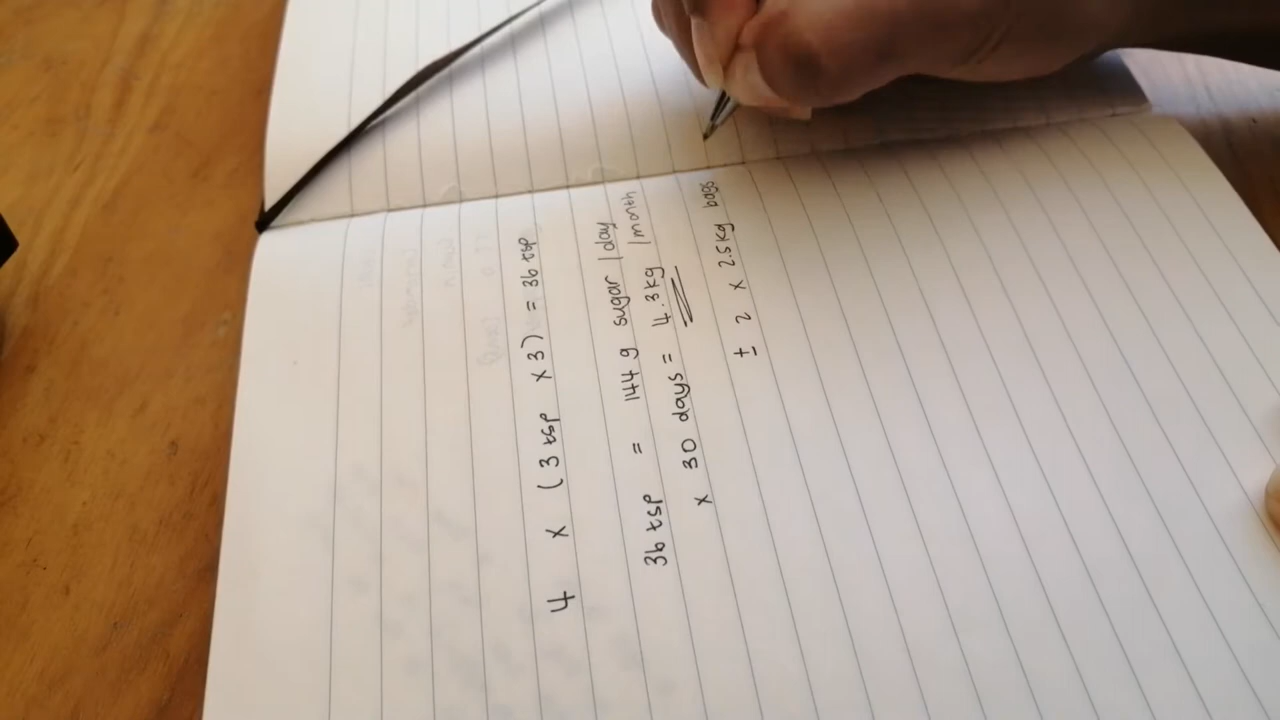 4 x (3 tsp x 3) = 36 tsp
36 tsp = 144 g sugar /day
x 30 days = 4.3kg /month
± 2 x 2.5kg bags